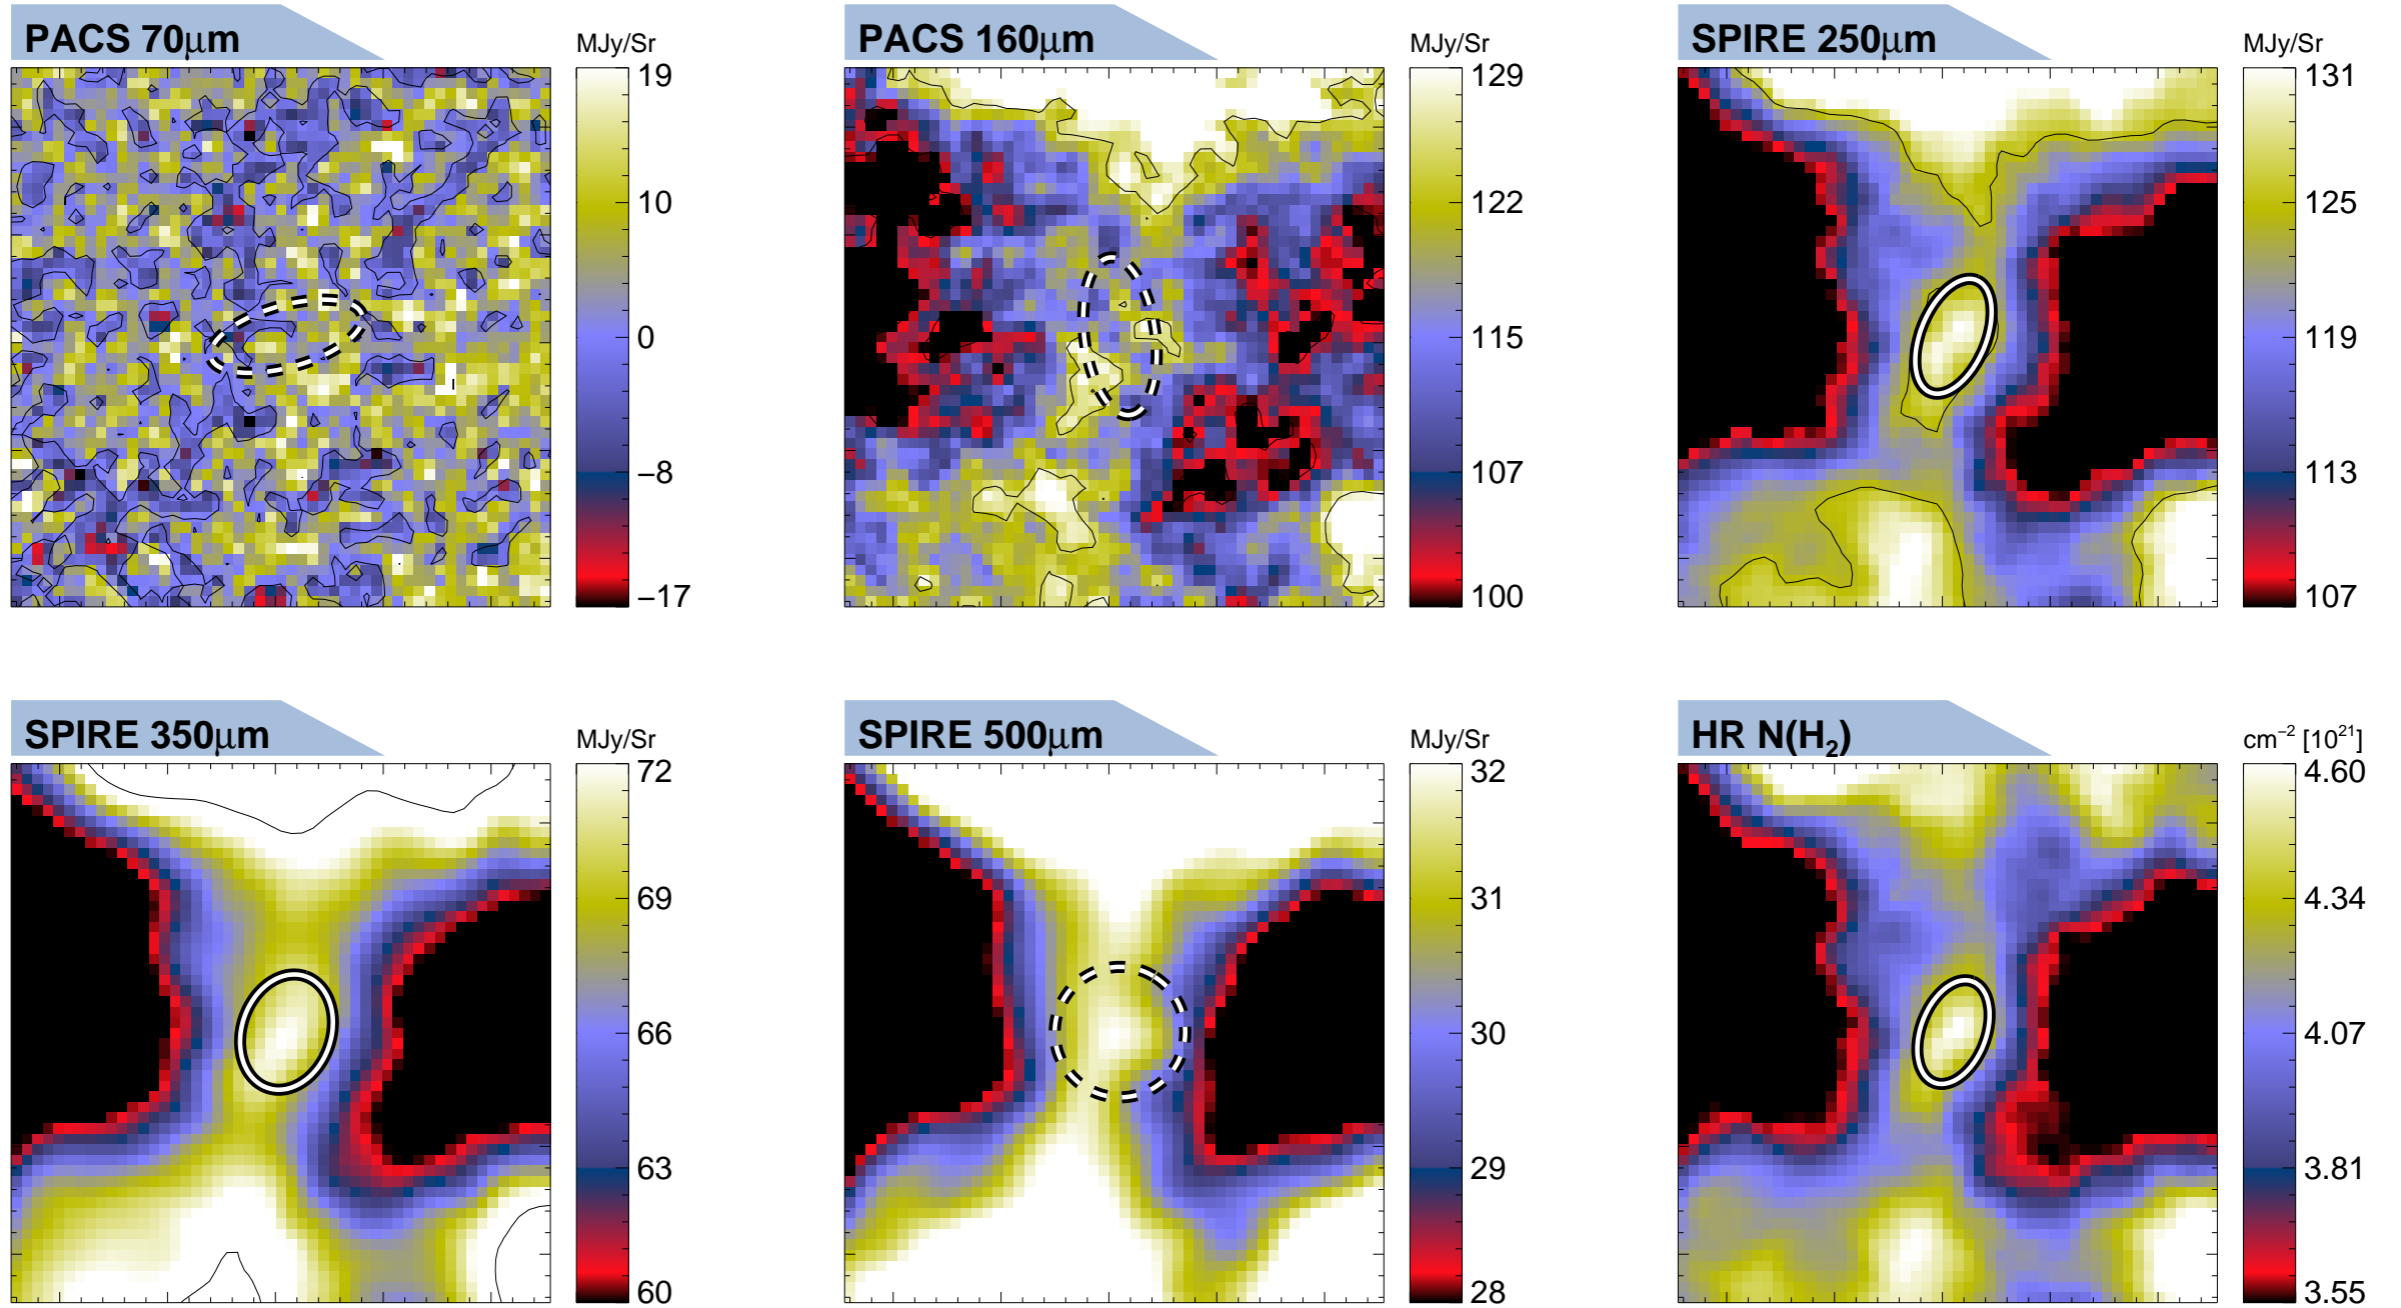 PACS 70μm
MJy/Sr
19
10
0
−8
−17
PACS 160μm
MJy/Sr
129
122
115
107
100
SPIRE 250μm
MJy/Sr
131
125
119
113
107
SPIRE 350μm
MJy/Sr
72
69
66
63
60
SPIRE 500μm
MJy/Sr
32
31
30
29
28
HR N(H₂)
cm⁻² [10²¹]
4.60
4.34
4.07
3.81
3.55